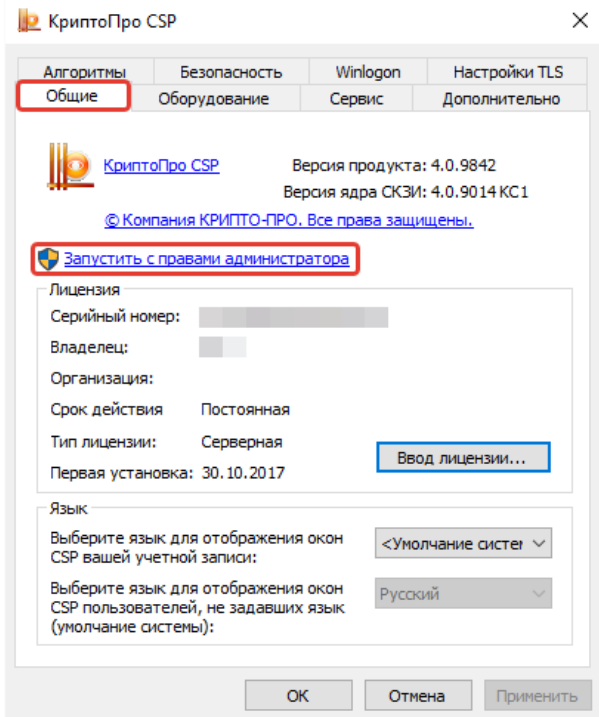 КриптоПро CSP
Алгоритмы Безопасность Winlogon Настройки TLS
Общие Оборудование Сервис Дополнительно
КриптоПро CSP Версия продукта: 4.0.9842
Версия ядра СКЗИ: 4.0.9014 КС1
© Компания КРИПТО-ПРО. Все права защищены.
Запустить с правами администратора
Лицензия
Серийный номер:
Владелец:
Организация:
Срок действия Постоянная
Тип лицензии: Серверная
Ввод лицензии...
Первая установка: 30.10.2017
Язык
Выберите язык для отображения окон
CSP вашей учетной записи:
<Умолчание систег
Выберите язык для отображения окон
CSP пользователей, не задавших язык
(умолчание системы):
Русский
ОК Отмена Применить